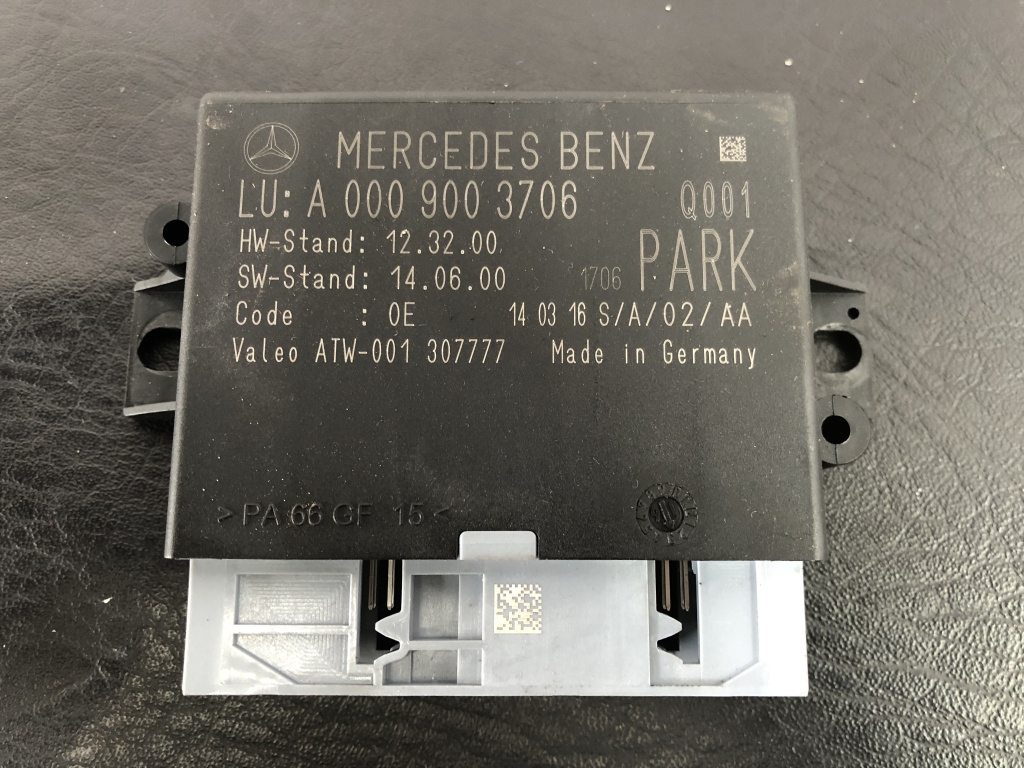 MERCEDES BENZ
LU: A 000 900 3706 Q001
HW-Stand: 12.32.00
SW-Stand: 14.06.00 1706 PARK
Code : 0E 14 03 16 S/A/02/AA
Valeo ATW-001 307777 Made in Germany
>PA 66 GF 15<